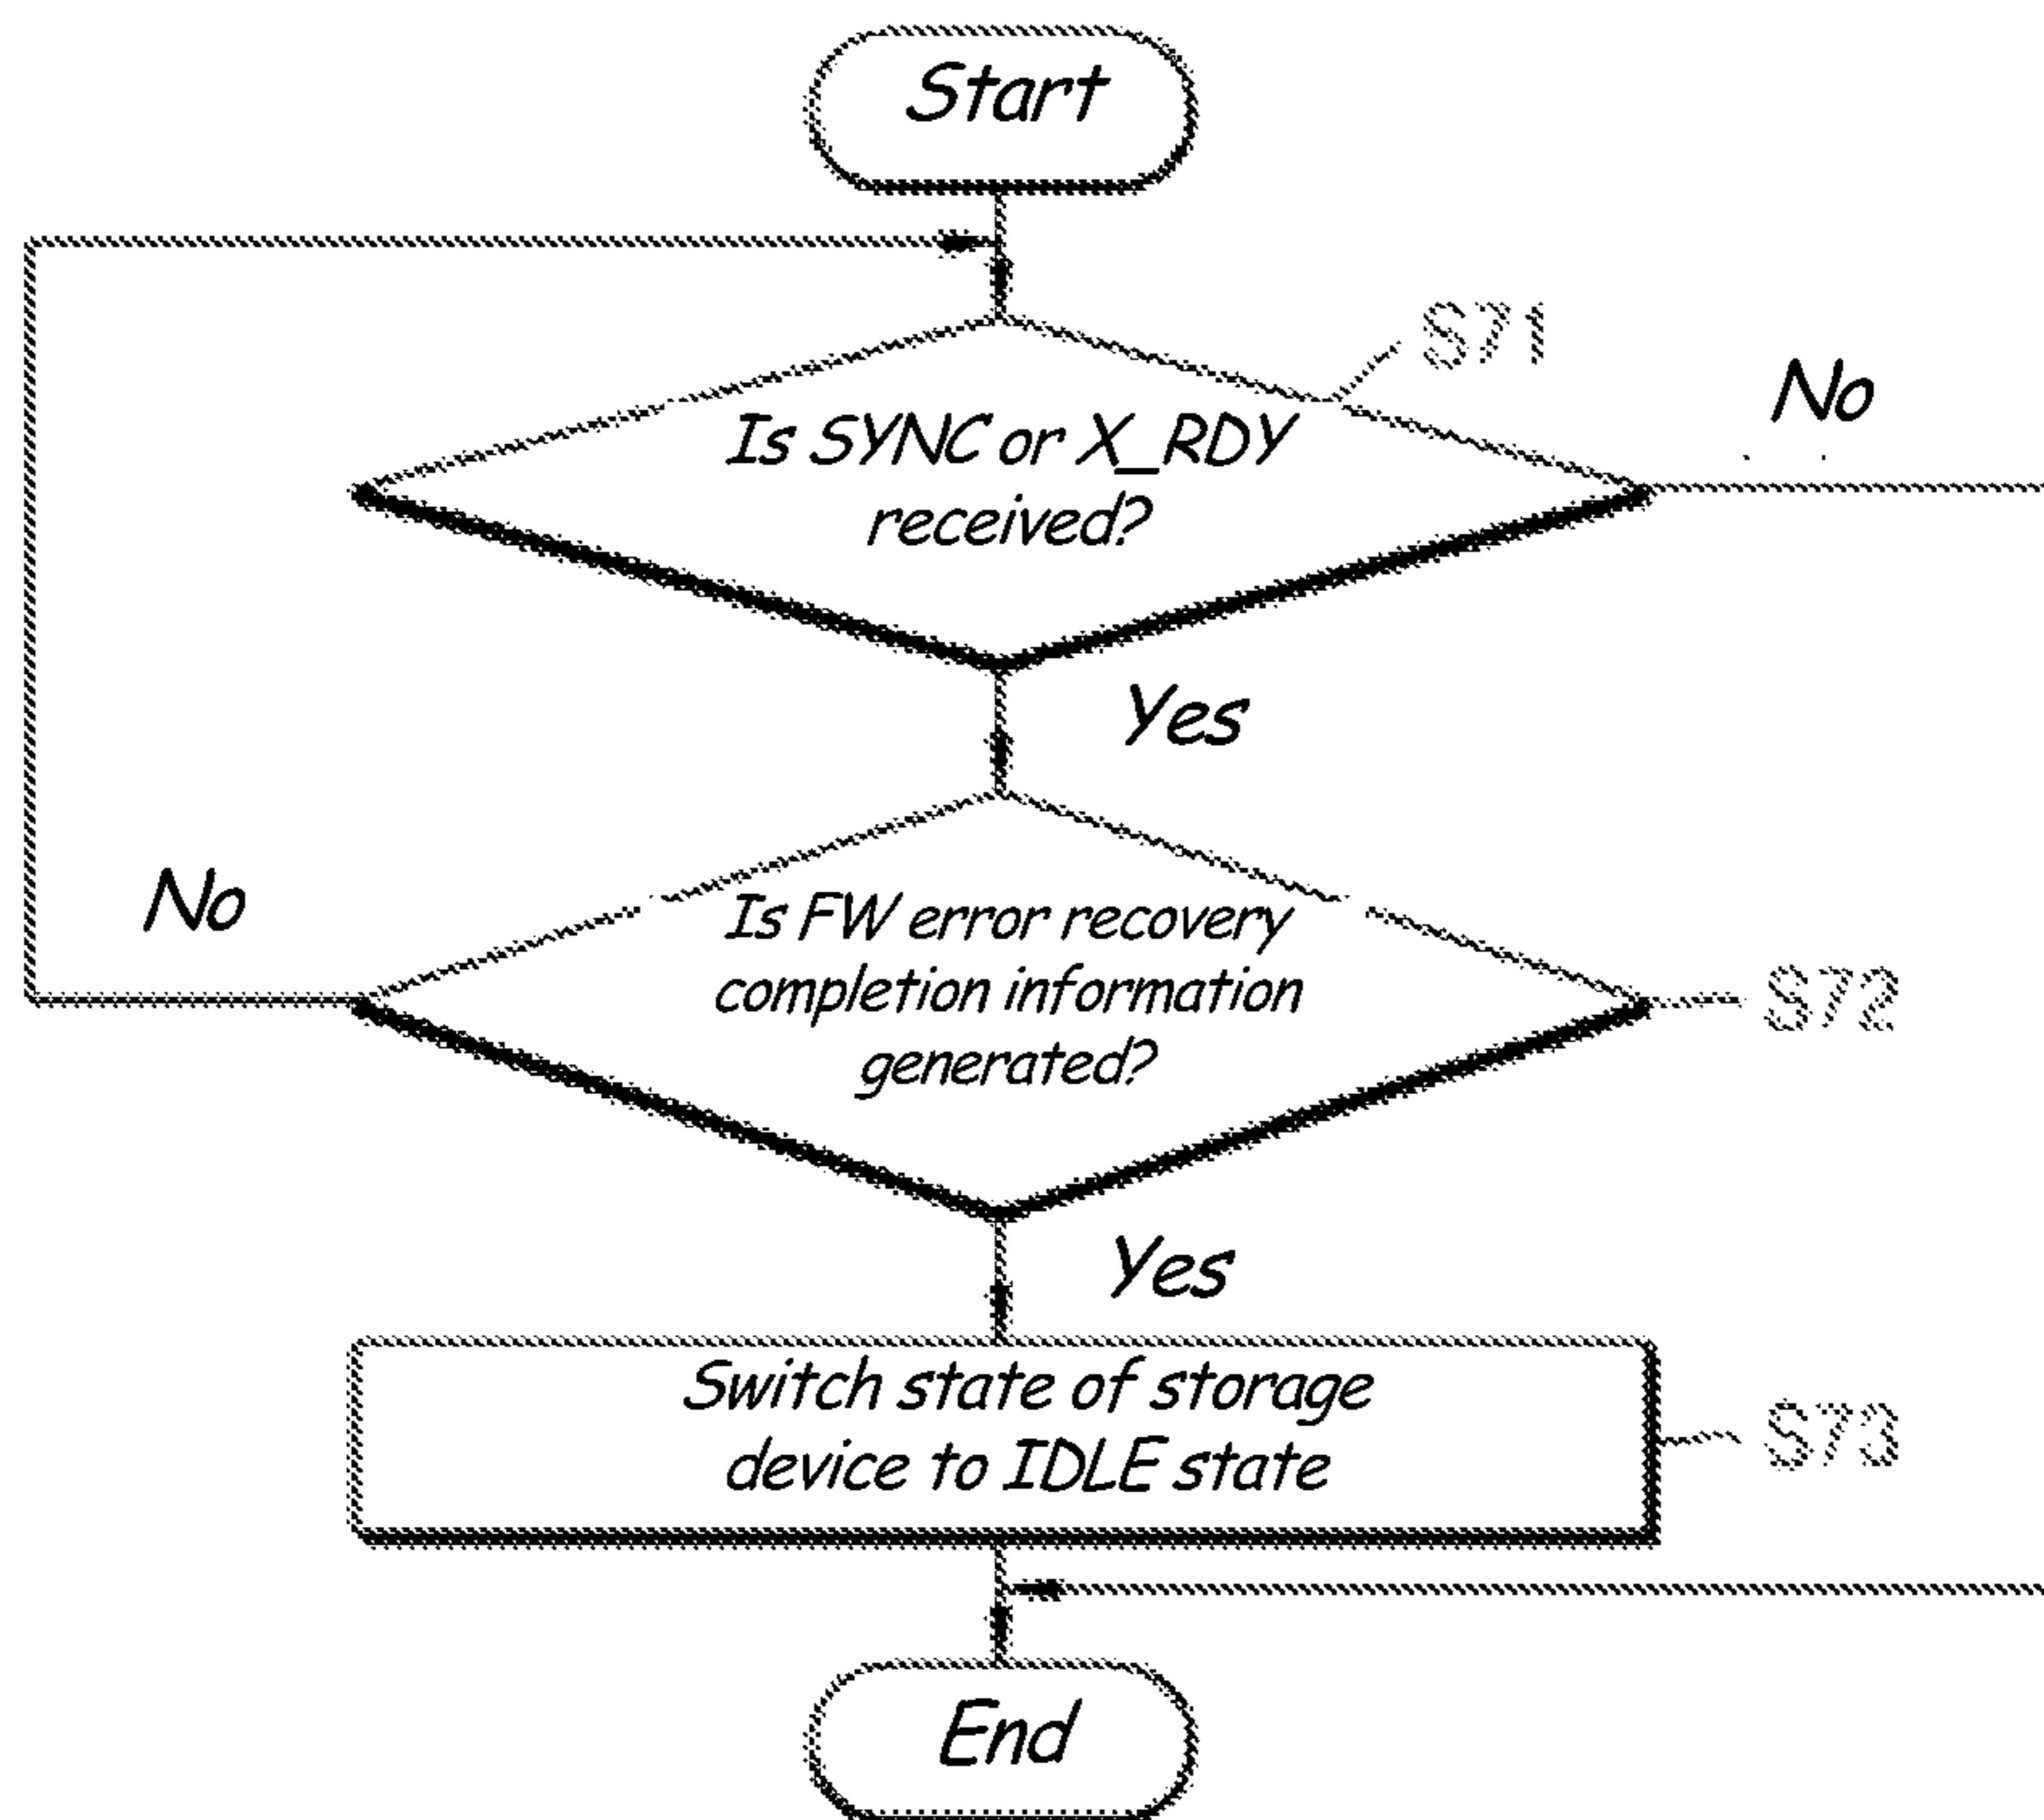 Start
S71
No
Is SYNC or X_RDY
received?
Yes
No
Is FW error recovery
completion information
generated?
S72
Yes
Switch state of storage
device to IDLE state
S73
End